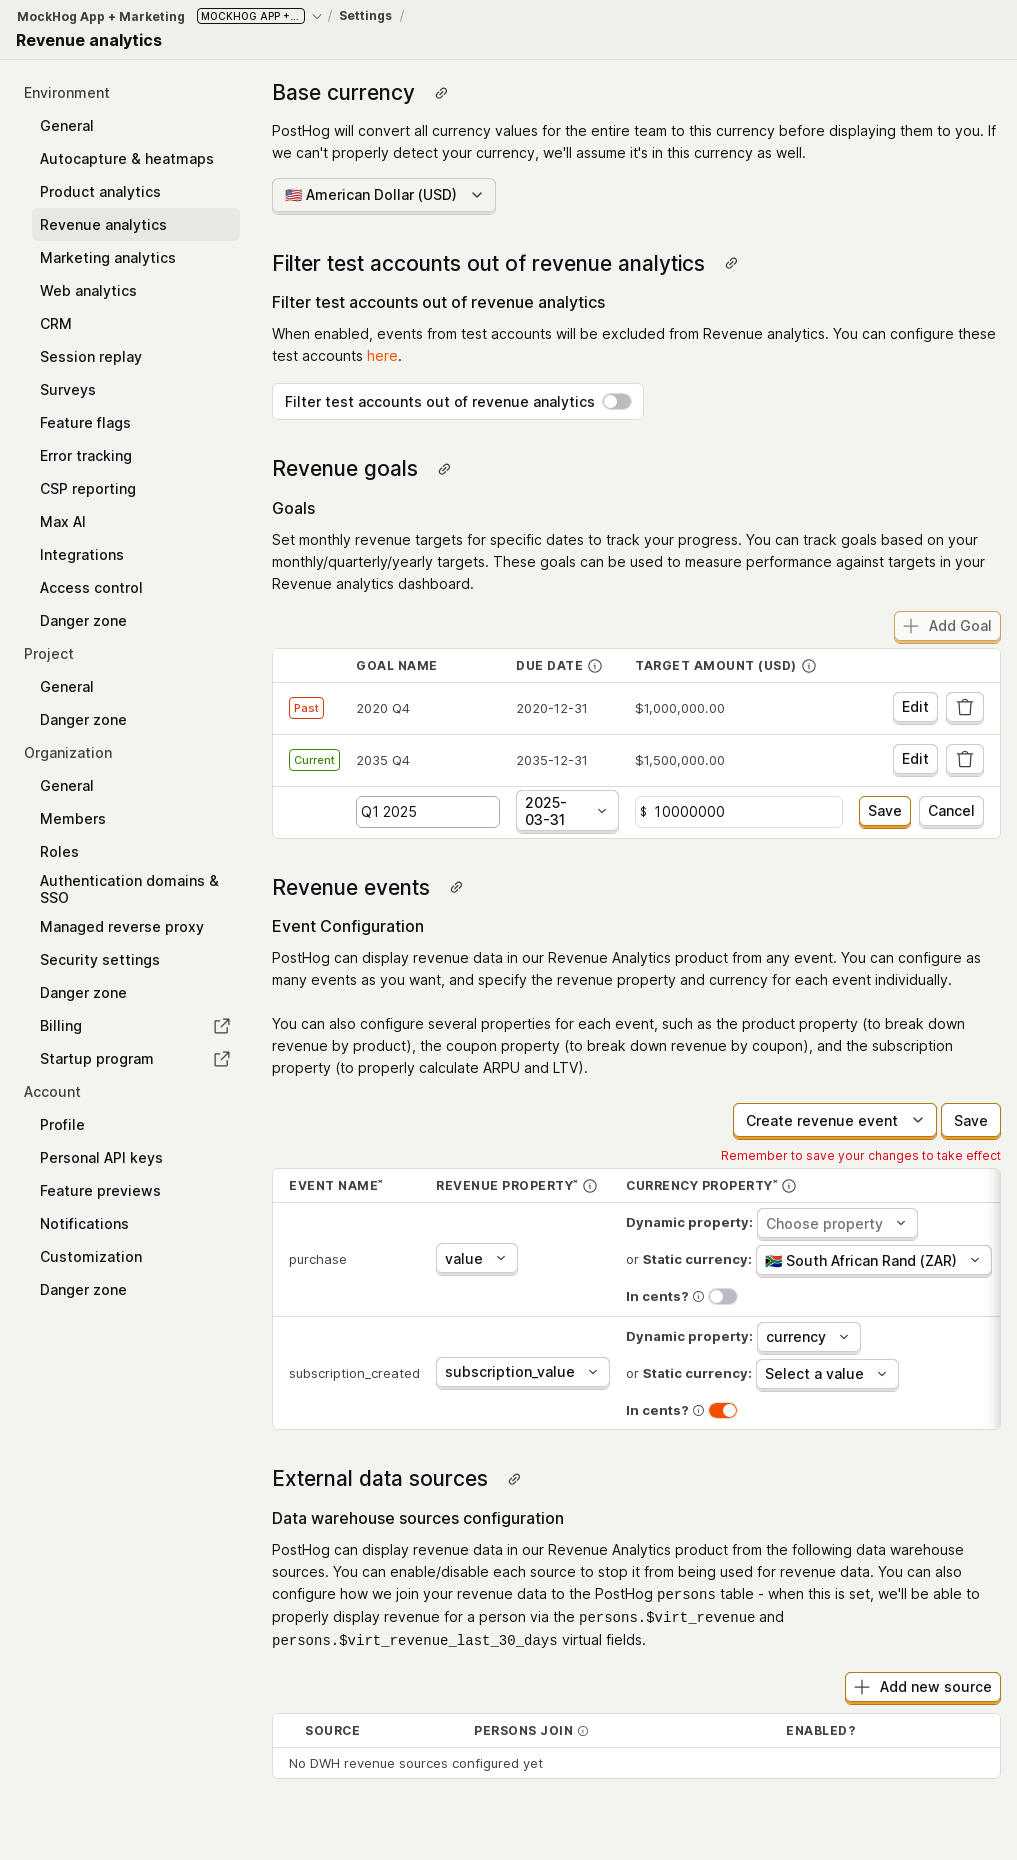 MockHog App + Marketing MOCKHOG APP +... / Settings /
Revenue analytics
Environment
General
Autocapture & heatmaps
Product analytics
Revenue analytics
Marketing analytics
Web analytics
CRM
Session replay
Surveys
Feature flags
Error tracking
CSP reporting
Max AI
Integrations
Access control
Danger zone
Project
General
Danger zone
Organization
General
Members
Roles
Authentication domains &
SSO
Managed reverse proxy
Security settings
Danger zone
Billing
Startup program
Account
Profile
Personal API keys
Feature previews
Notifications
Customization
Danger zone
Base currency
PostHog will convert all currency values for the entire team to this currency before displaying them to you. If
we can't properly detect your currency, we'll assume it's in this currency as well.
🇺🇸 American Dollar (USD)
Filter test accounts out of revenue analytics
Filter test accounts out of revenue analytics
When enabled, events from test accounts will be excluded from Revenue analytics. You can configure these
test accounts here.
Filter test accounts out of revenue analytics
Revenue goals
Goals
Set monthly revenue targets for specific dates to track your progress. You can track goals based on your
monthly/quarterly/yearly targets. These goals can be used to measure performance against targets in your
Revenue analytics dashboard.
Add Goal
GOAL NAME DUE DATE TARGET AMOUNT (USD)
Past 2020 Q4 2020-12-31 $1,000,000.00 Edit
Current 2035 Q4 2035-12-31 $1,500,000.00 Edit
Q1 2025 2025-
03-31 $ 10000000 Save Cancel
Revenue events
Event Configuration
PostHog can display revenue data in our Revenue Analytics product from any event. You can configure as
many events as you want, and specify the revenue property and currency for each event individually.
You can also configure several properties for each event, such as the product property (to break down
revenue by product), the coupon property (to break down revenue by coupon), and the subscription
property (to properly calculate ARPU and LTV).
Create revenue event Save
Remember to save your changes to take effect
EVENT NAME* REVENUE PROPERTY* CURRENCY PROPERTY*
Dynamic property: Choose property
purchase value or Static currency: 🇿🇦 South African Rand (ZAR)
In cents?
Dynamic property: currency
subscription_created subscription_value or Static currency: Select a value
In cents?
External data sources
Data warehouse sources configuration
PostHog can display revenue data in our Revenue Analytics product from the following data warehouse
sources. You can enable/disable each source to stop it from being used for revenue data. You can also
configure how we join your revenue data to the PostHog persons table - when this is set, we'll be able to
properly display revenue for a person via the persons.$virt_revenue and
persons.$virt_revenue_last_30_days virtual fields.
Add new source
SOURCE PERSONS JOIN ENABLED?
No DWH revenue sources configured yet